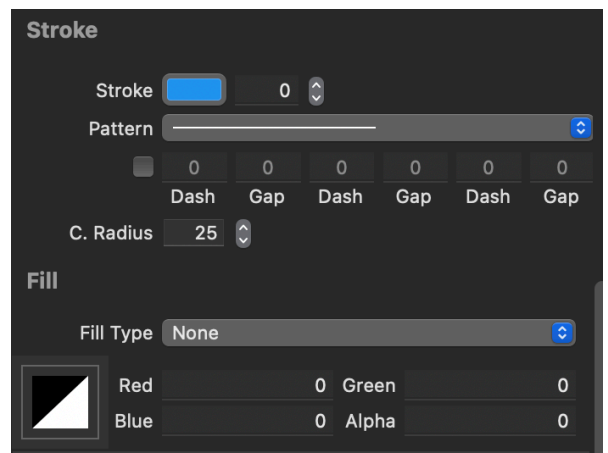 Stroke
Stroke 0
Pattern
0 0 0 0 0 0
Dash Gap Dash Gap Dash Gap
C. Radius 25
Fill
Fill Type None
Red 0 Green 0
Blue 0 Alpha 0